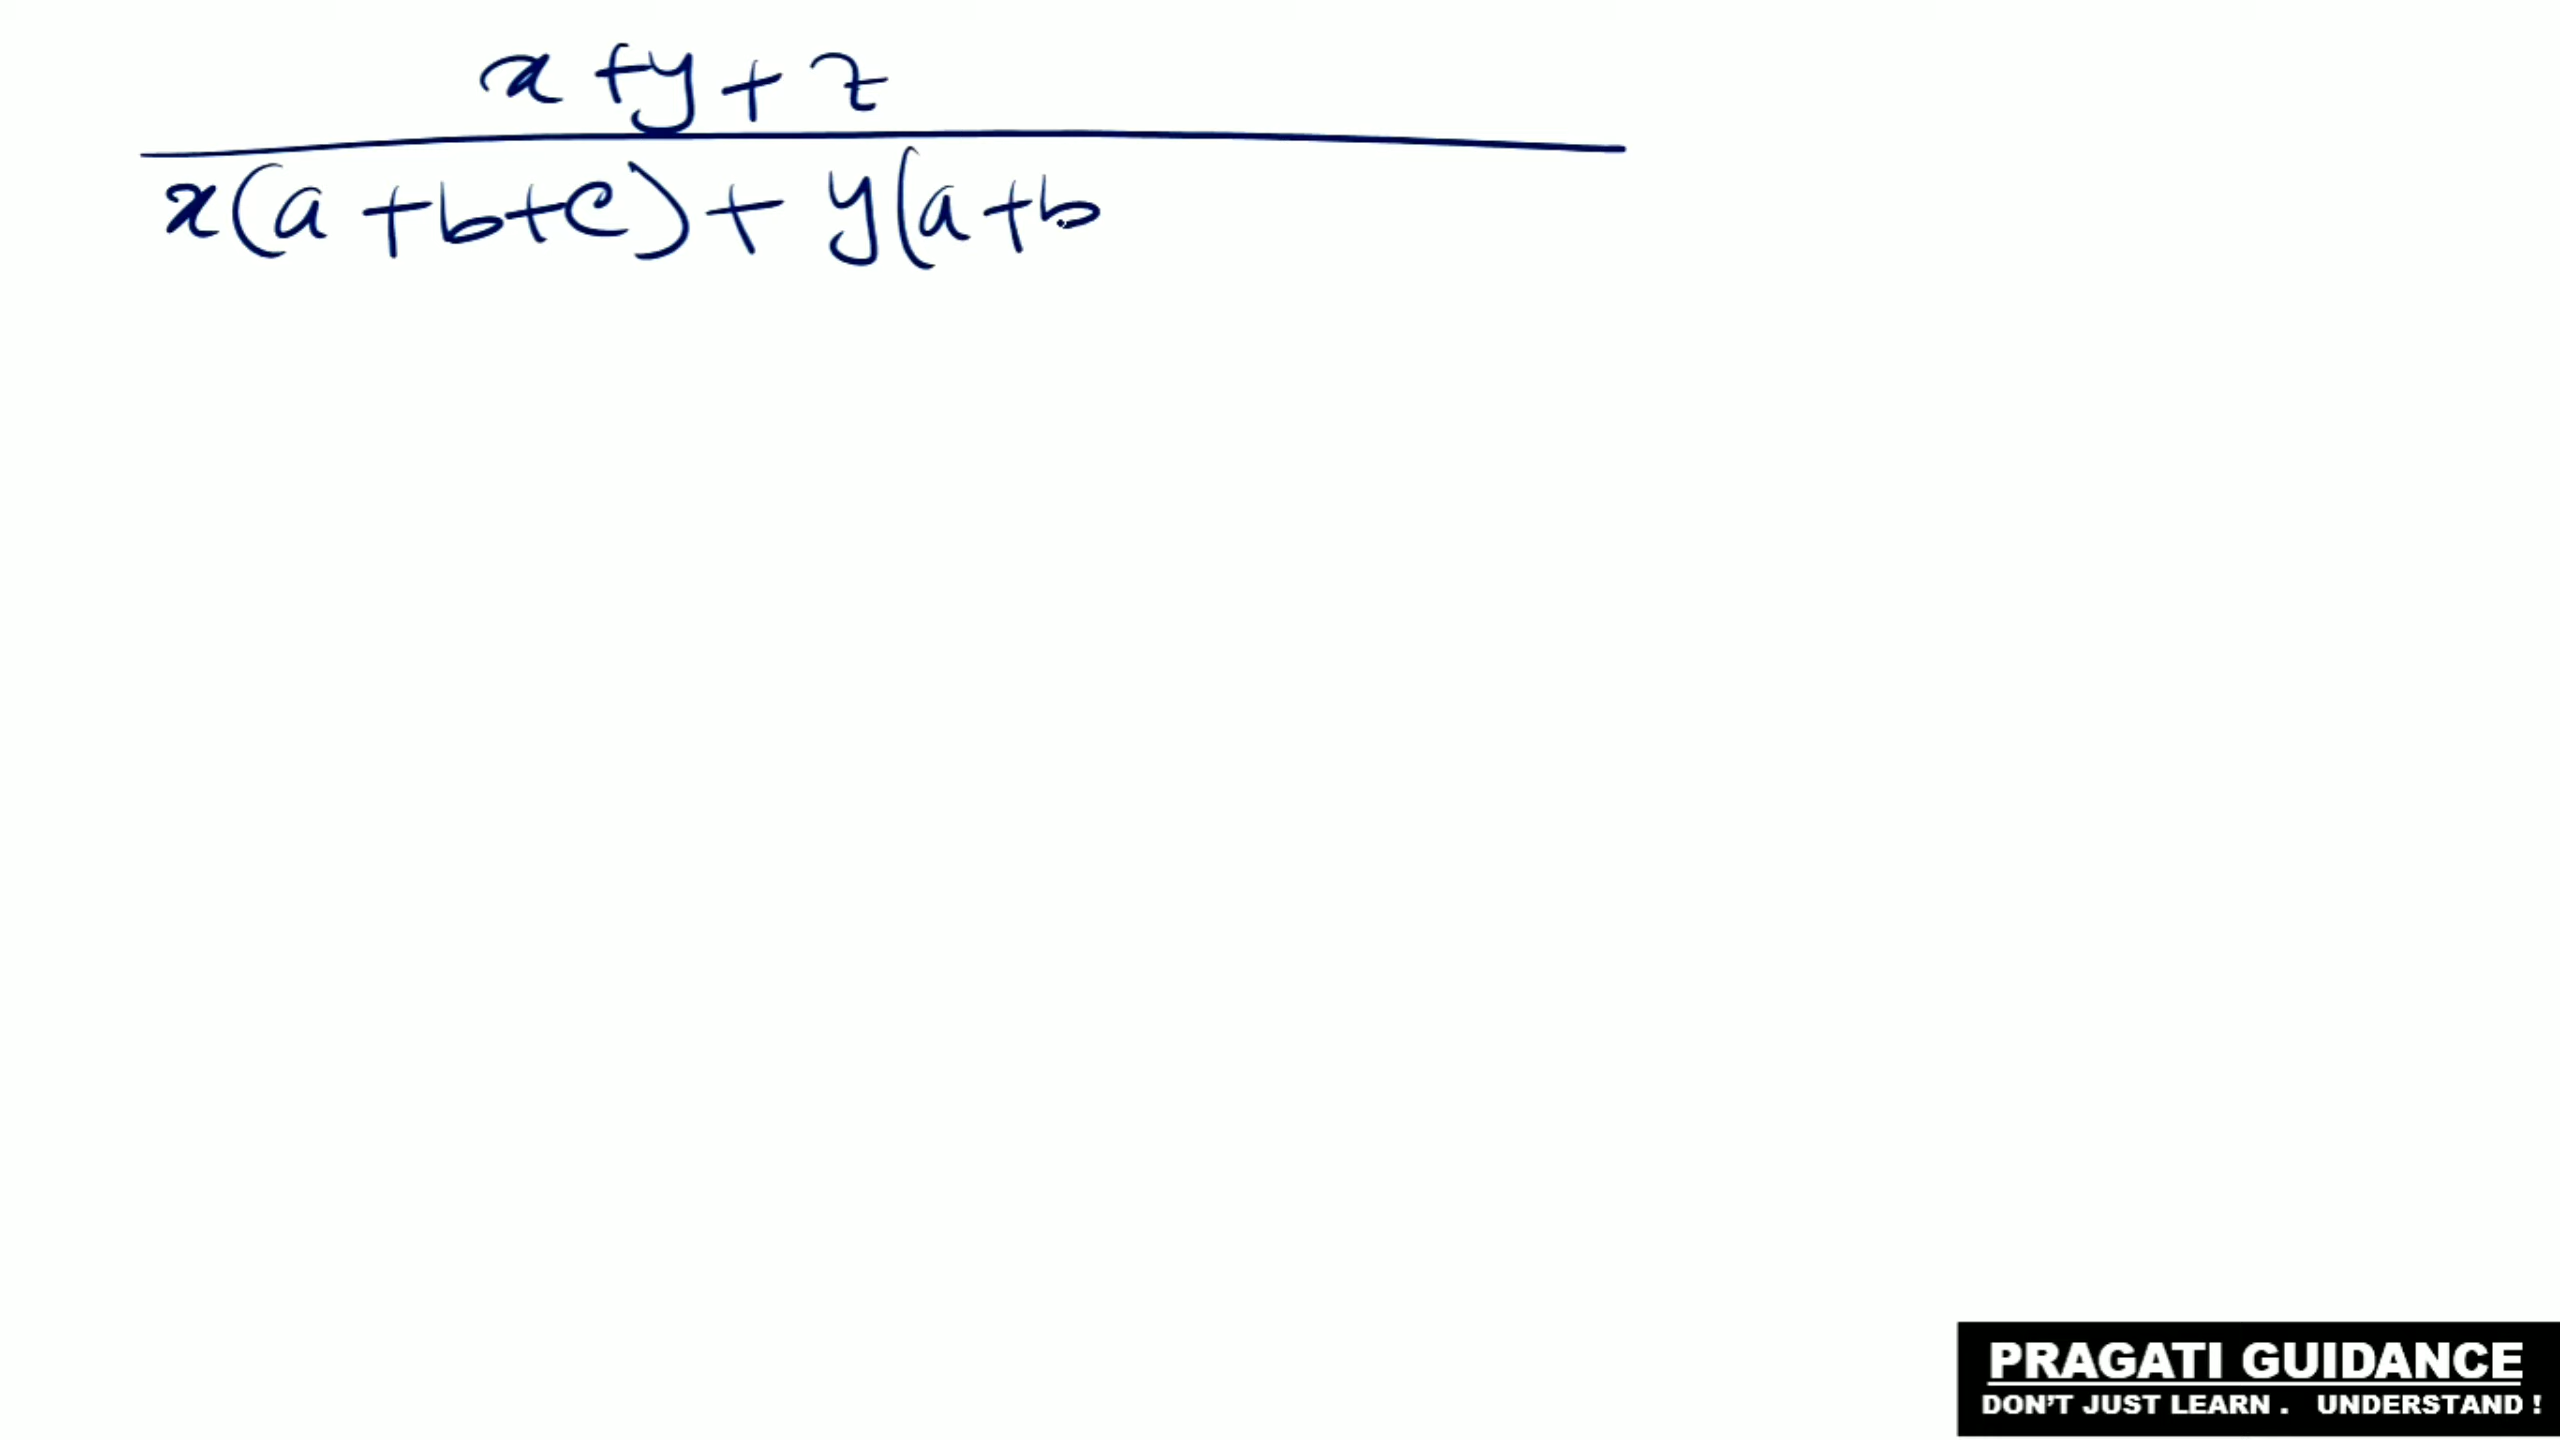 x + y + z
x(a + b + c) + y(a + b
PRAGATI GUIDANCE
DON'T JUST LEARN . UNDERSTAND !